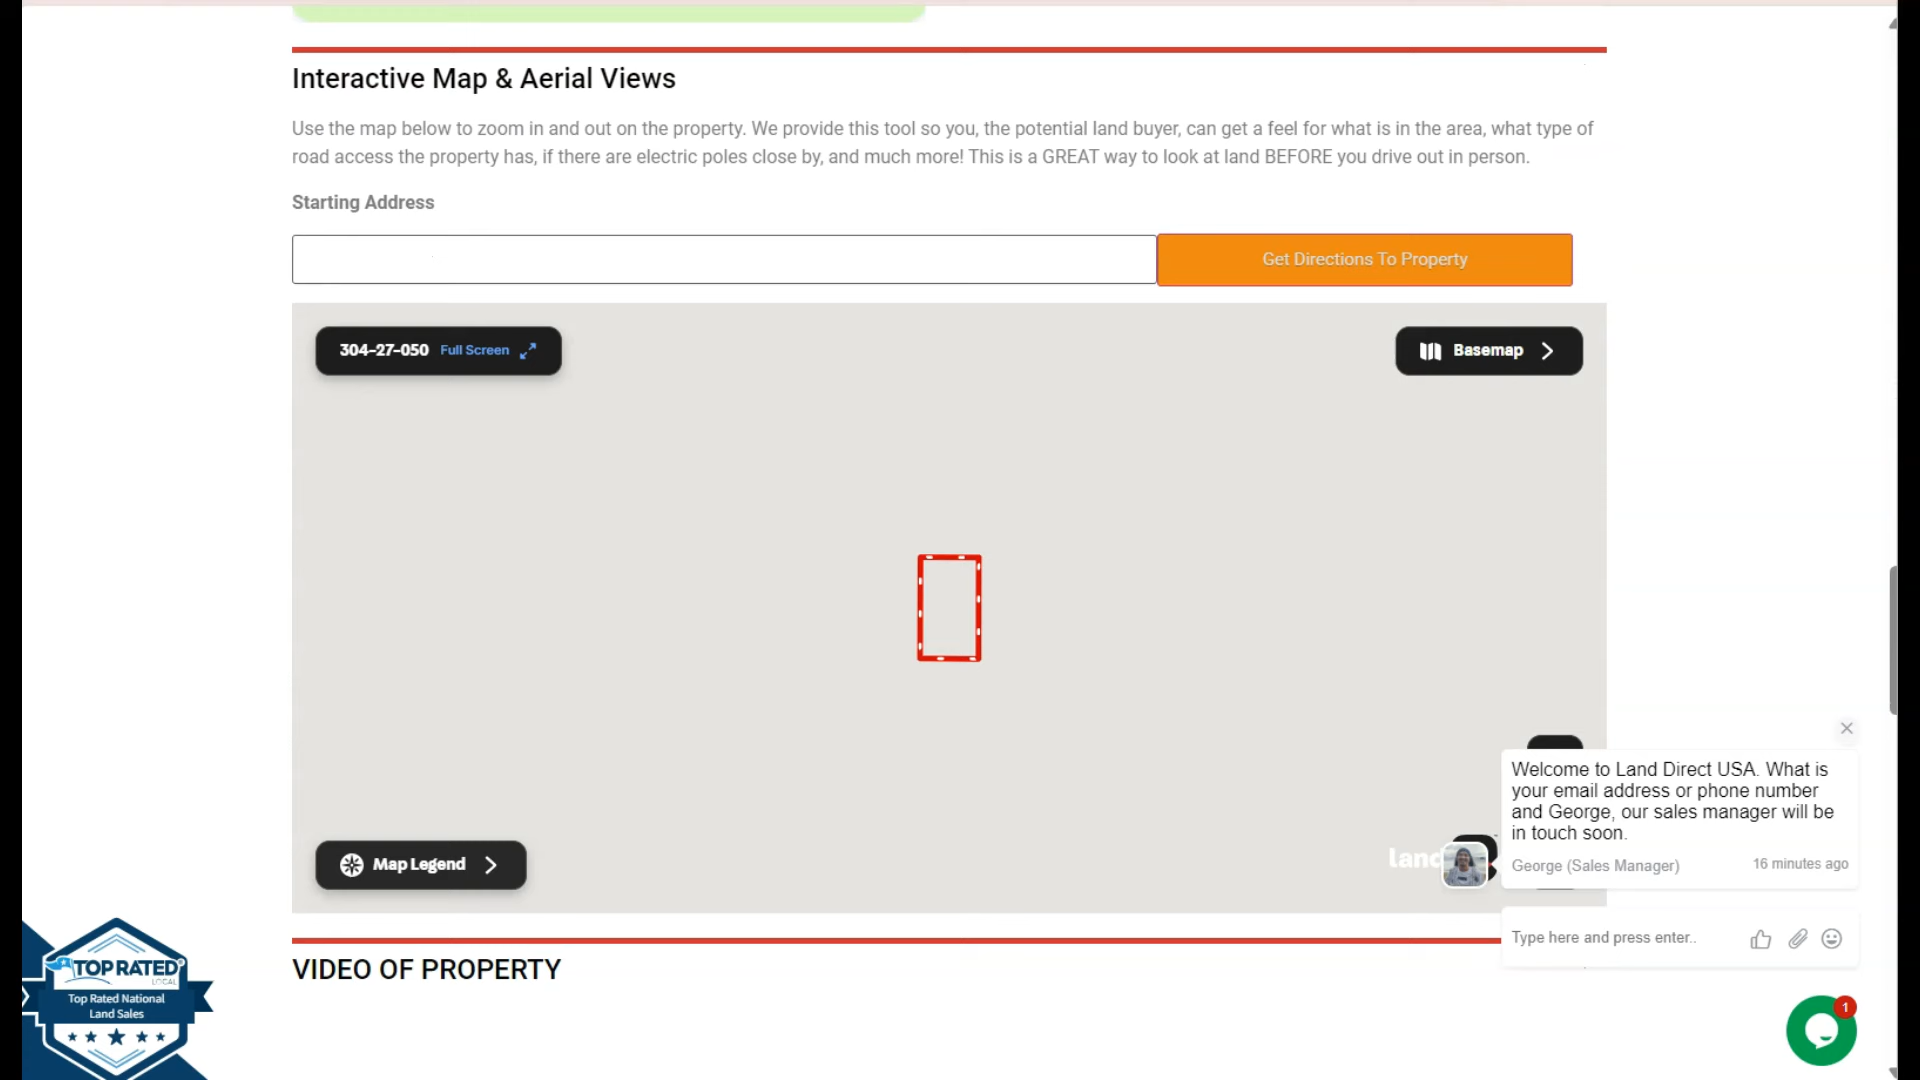 Interactive Map & Aerial Views
Use the map below to zoom in and out on the property. We provide this tool so you, the potential land buyer, can get a feel for what is in the area, what type of
road access the property has, if there are electric poles close by, and much more! This is a GREAT way to look at land BEFORE you drive out in person.
Starting Address
Get Directions To Property
304-27-050 Full Screen
Basemap
Welcome to Land Direct USA. What is
your email address or phone number
and George, our sales manager will be
in touch soon.
George (Sales Manager) 16 minutes ago
Map Legend
land
Type here and press enter..
VIDEO OF PROPERTY
TOP RATED
LOCAL
Top Rated National
Land Sales
1